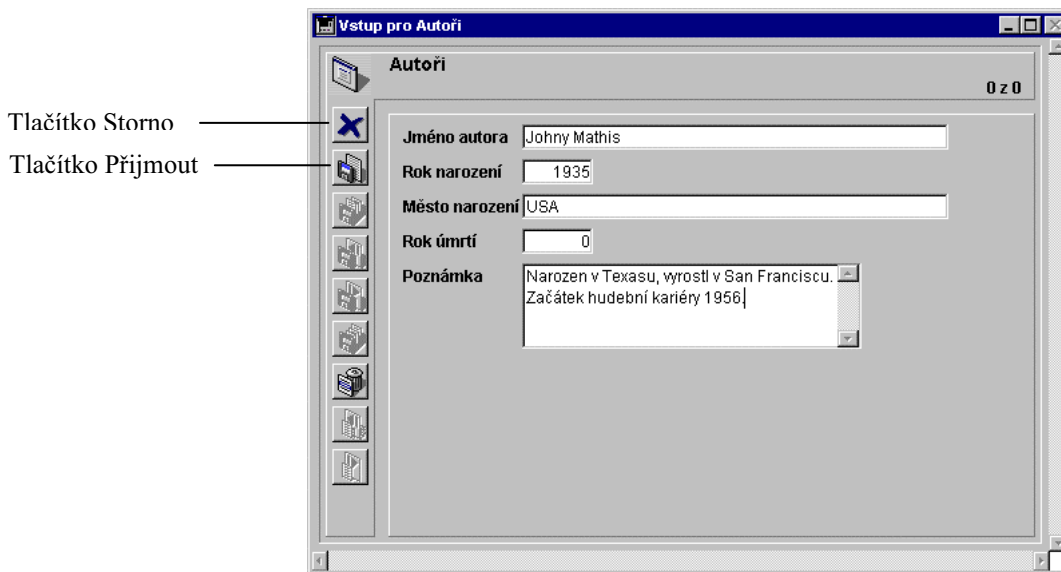 Vstup pro Autoři
Autoři
0 z 0
Tlačítko Storno
Tlačítko Přijmout
Jméno autora Johny Mathis
Rok narození 1935
Město narození USA
Rok úmrtí 0
Poznámka Narozen v Texasu, vyrostl v San Franciscu.
Začátek hudební kariéry 1956.